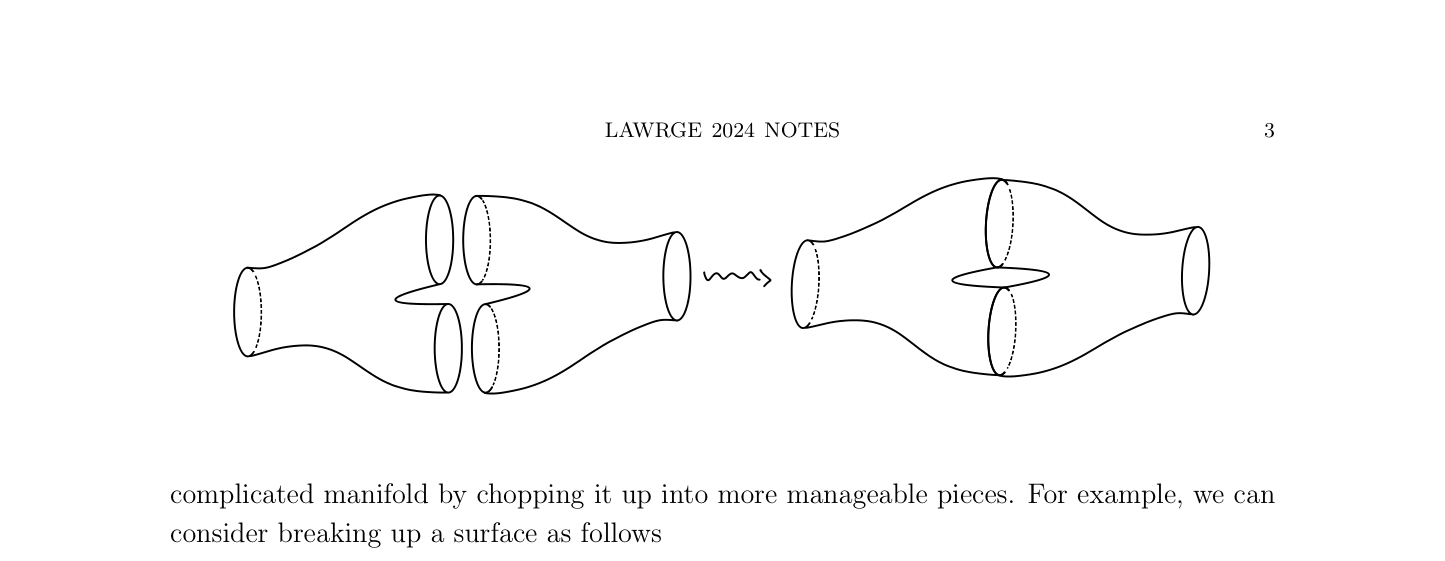 LAWRGE 2024 NOTES 3
complicated manifold by chopping it up into more manageable pieces. For example, we can
consider breaking up a surface as follows